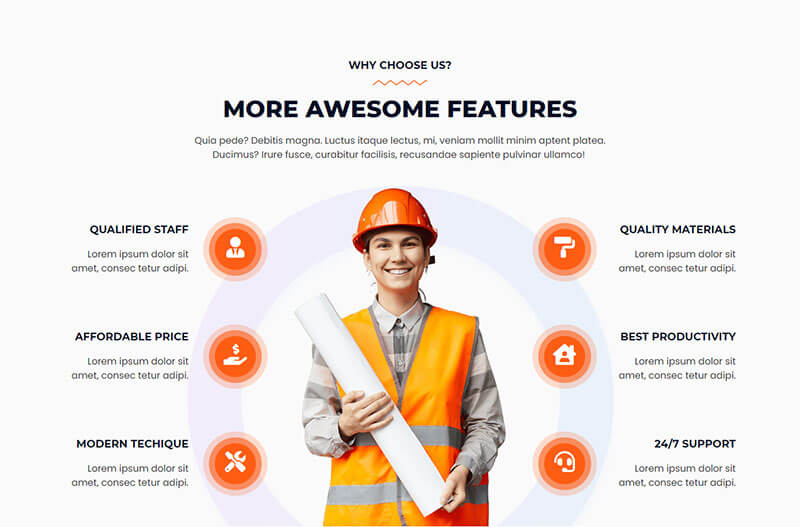 WHY CHOOSE US?
MORE AWESOME FEATURES
Quia pede? Debitis magna. Luctus itaque lectus, mi, veniam mollit minim aptent platea.
Ducimus? Irure fusce, curabitur facilisis, recusandae sapiente pulvinar ullamco!
QUALIFIED STAFF
Lorem ipsum dolor sit
amet, consec tetur adipi.
AFFORDABLE PRICE
Lorem ipsum dolor sit
amet, consec tetur adipi.
MODERN TECHIQUE
Lorem ipsum dolor sit
amet, consec tetur adipi.
QUALITY MATERIALS
Lorem ipsum dolor sit
amet, consec tetur adipi.
BEST PRODUCTIVITY
Lorem ipsum dolor sit
amet, consec tetur adipi.
24/7 SUPPORT
Lorem ipsum dolor sit
amet, consec tetur adipi.